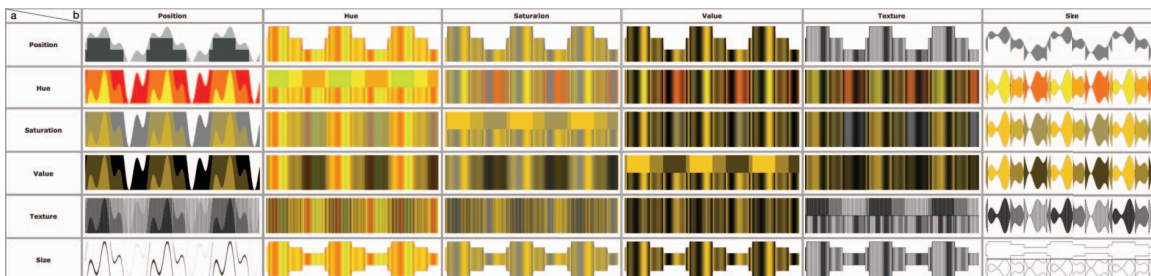 a b Position Hue Saturation Value Texture Size
Position
Hue
Saturation
Value
Texture
Size